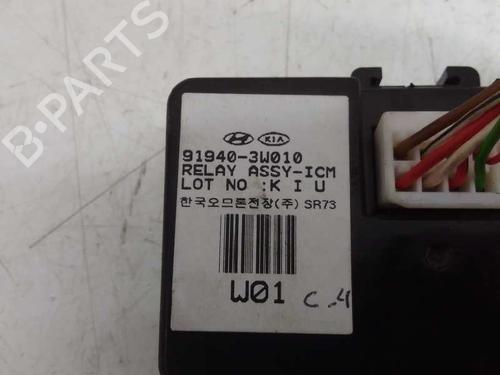 KIA
91940-3W010
RELAY ASSY-ICM
LOT NO :K I U
한국오므론전장(주) SR73
W01
C.4
B-PARTS